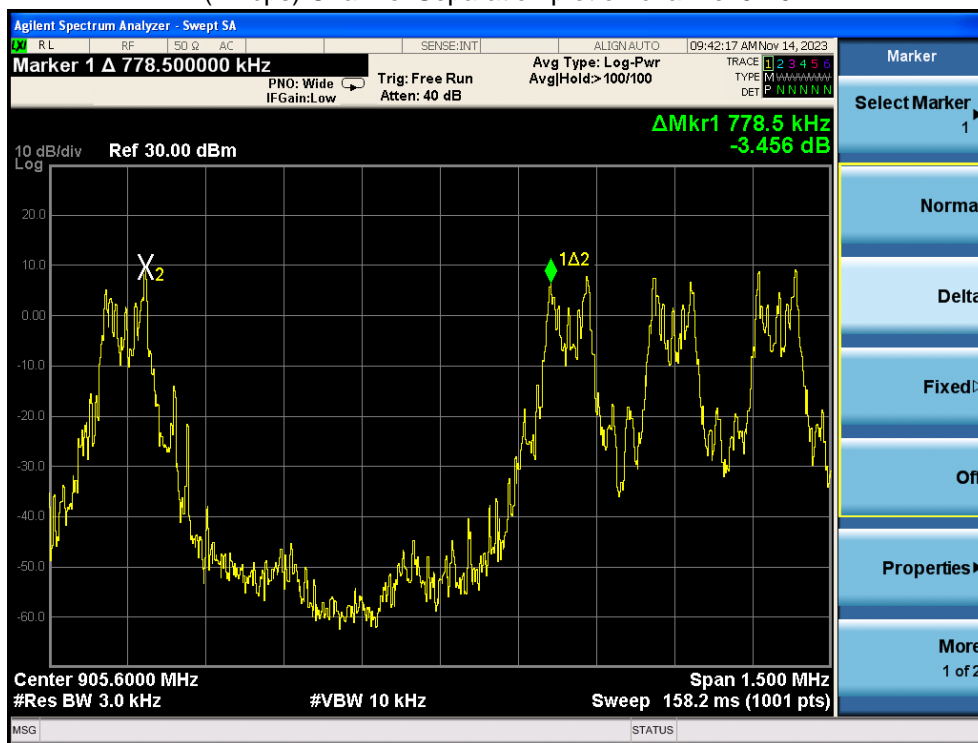 Agilent Spectrum Analyzer - Swept SA
LXI RL RF 50 Ω AC SENSE:INT ALIGNAUTO 09:42:17 AM Nov 14, 2023
Marker 1 Δ 778.500000 kHz
PNO: Wide
IFGain:Low
Trig: Free Run
Atten: 40 dB
Avg Type: Log-Pwr
Avg|Hold:> 100/100
TRACE 1 2 3 4 5 6
TYPE M
DET P N N N N N
ΔMkr1 778.5 kHz
-3.456 dB
10 dB/div Ref 30.00 dBm
Log
20.0
10.0
0.00
-10.0
-20.0
-30.0
-40.0
-50.0
-60.0
2
1Δ2
Center 905.6000 MHz Span 1.500 MHz
#Res BW 3.0 kHz #VBW 10 kHz Sweep 158.2 ms (1001 pts)
MSG STATUS
Marker
Select Marker
1
Norma
Delta
Fixed
Off
Properties
More
1 of 2